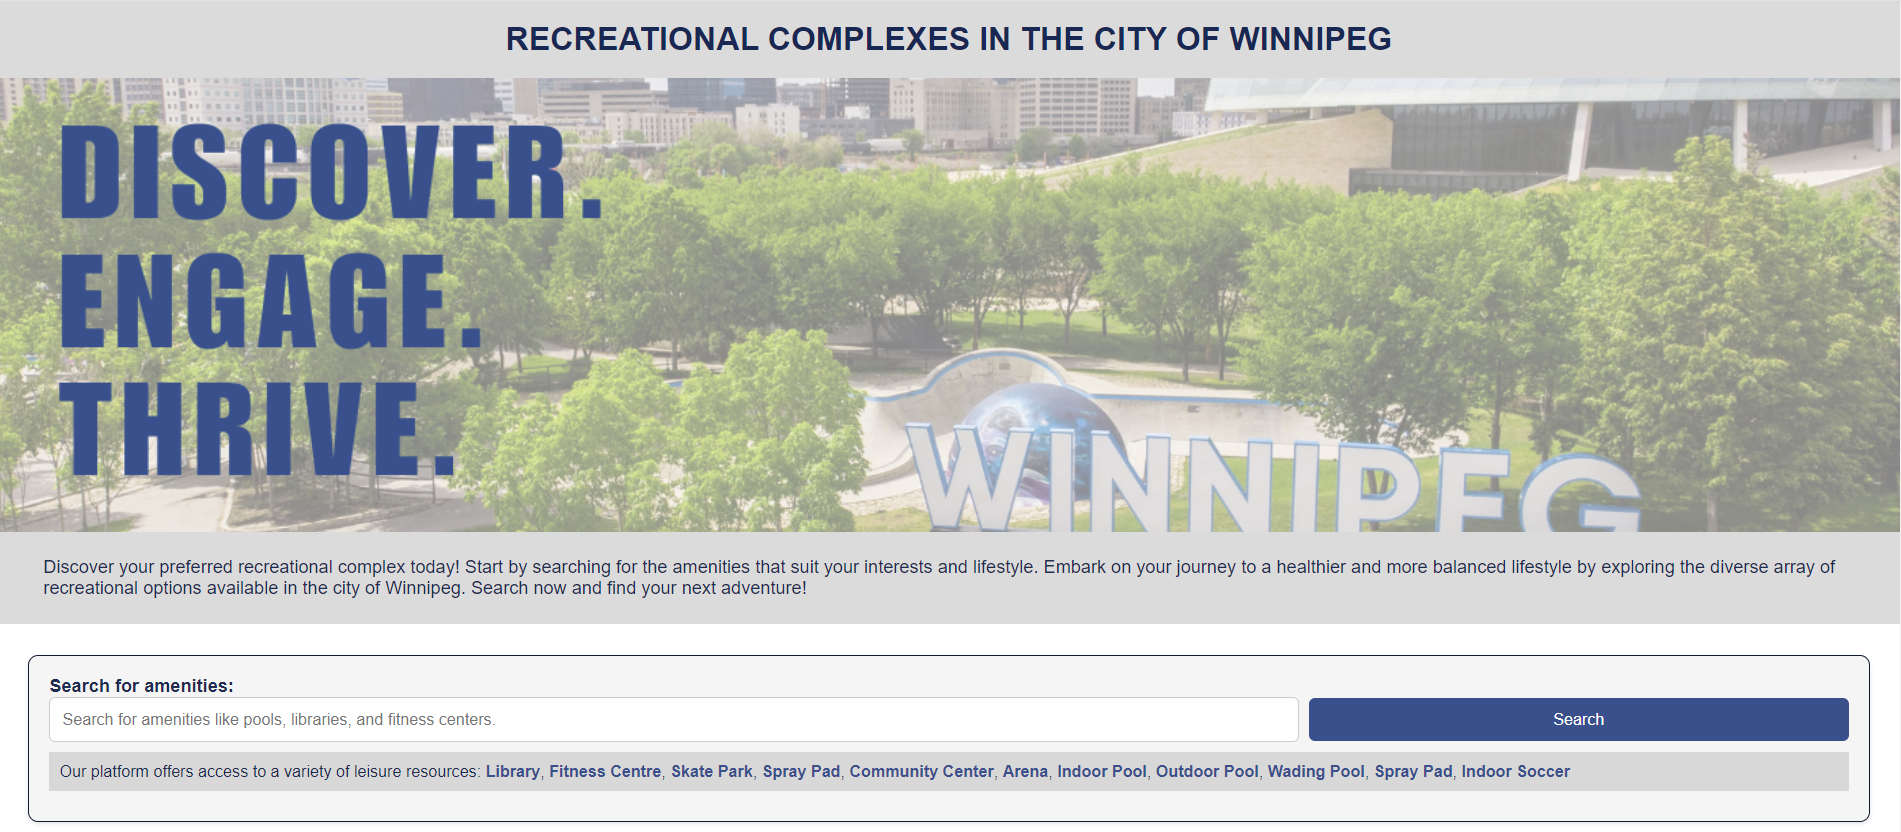 RECREATIONAL COMPLEXES IN THE CITY OF WINNIPEG
DISCOVER.
ENGAGE.
THRIVE.
WINNIPEG
Discover your preferred recreational complex today! Start by searching for the amenities that suit your interests and lifestyle. Embark on your journey to a healthier and more balanced lifestyle by exploring the diverse array of
recreational options available in the city of Winnipeg. Search now and find your next adventure!
Search for amenities:
Search for amenities like pools, libraries, and fitness centers.
Search
Our platform offers access to a variety of leisure resources: Library, Fitness Centre, Skate Park, Spray Pad, Community Center, Arena, Indoor Pool, Outdoor Pool, Wading Pool, Spray Pad, Indoor Soccer